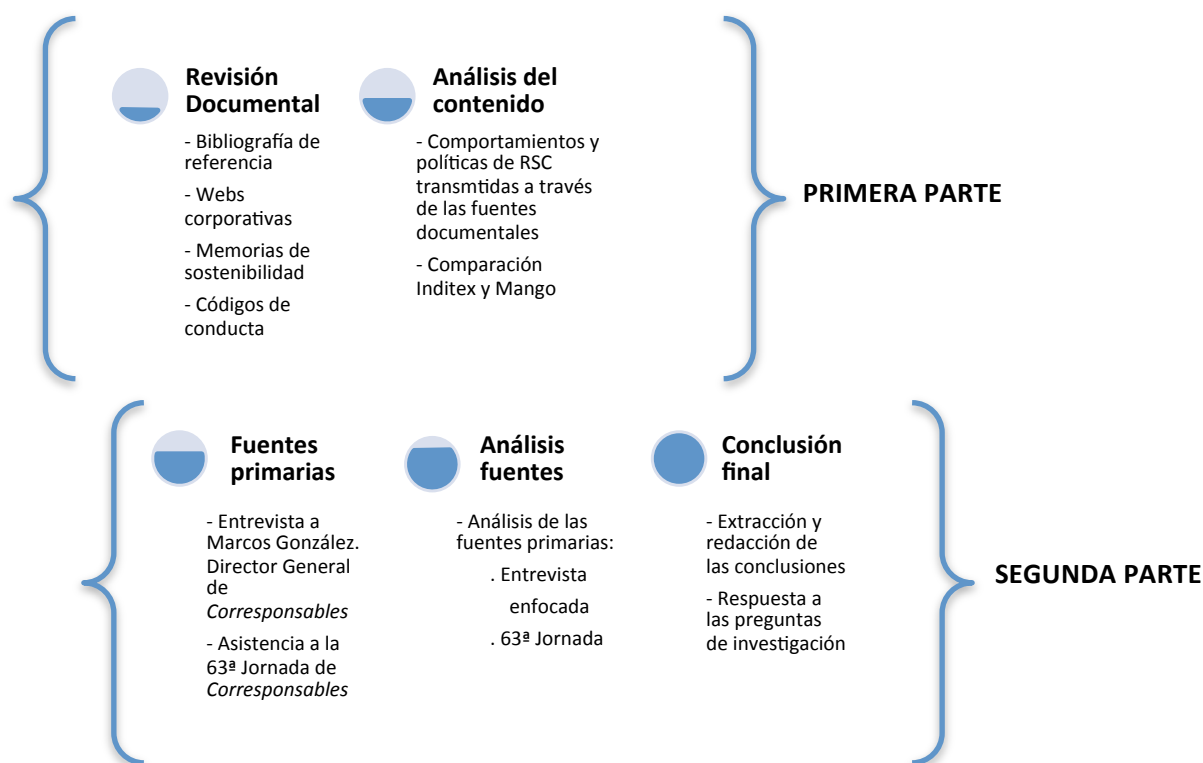 Revisión
Documental
- Bibliografía de
referencia
- Webs
corporativas
- Memorias de
sostenibilidad
- Códigos de
conducta
Análisis del
contenido
- Comportamientos y
políticas de RSC
transmtidas a través
de las fuentes
documentales
- Comparación
Inditex y Mango
PRIMERA PARTE
Fuentes
primarias
- Entrevista a
Marcos González.
Director General
de
Corresponsables
- Asistencia a la
63ª Jornada de
Corresponsables
Análisis
fuentes
- Análisis de las
fuentes primarias:
. Entrevista
enfocada
. 63ª Jornada
Conclusión
final
- Extracción y
redacción de
las conclusiones
- Respuesta a
las preguntas
de investigación
SEGUNDA PARTE